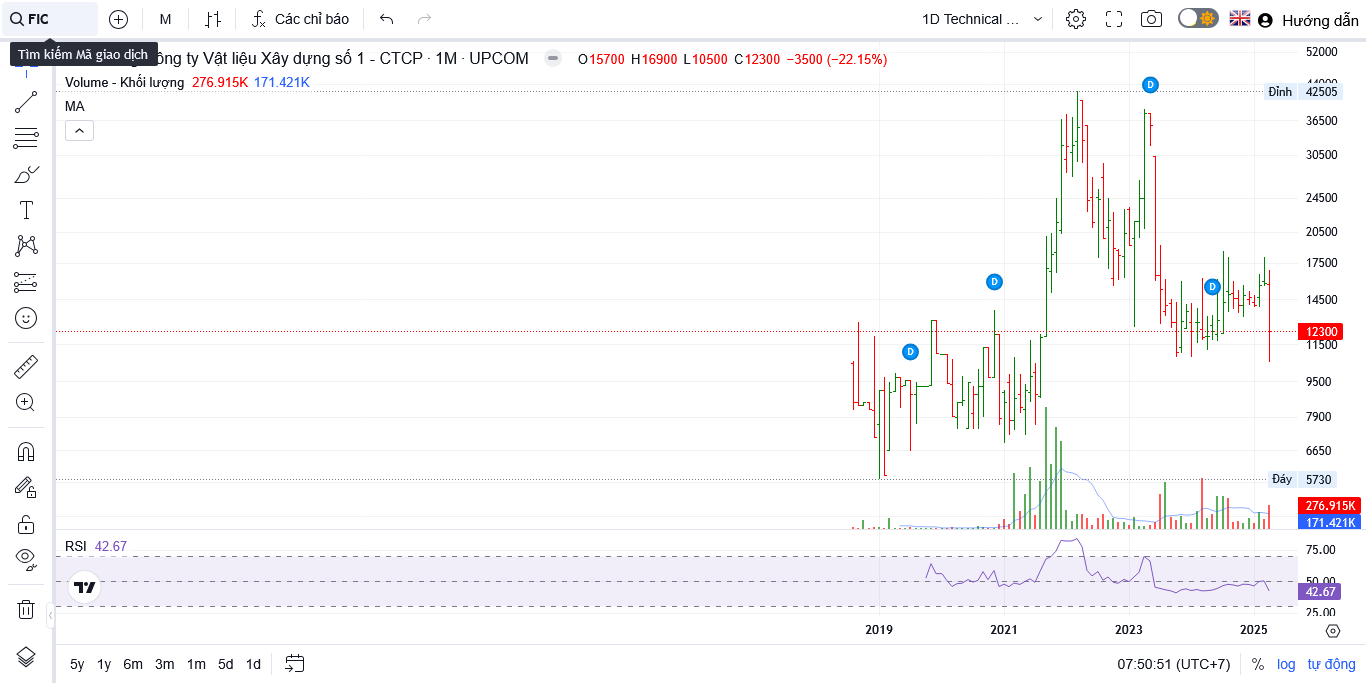 FIC M Các chỉ báo 1D Technical ... Hướng dẫn
Tìm kiếm Mã giao dịch
ông ty Vật liệu Xây dựng số 1 - CTCP · 1M · UPCOM O15700 H16900 L10500 C12300 −3500 (−22.15%)
Volume - Khối lượng 276.915K 171.421K
MA
52000
44000
Đỉnh 42505
36500
30500
24500
20500
17500
14500
12300
11500
9500
7900
6650
Đáy 5730
276.915K
171.421K
D
D
D
D
RSI 42.67
75.00
50.00
42.67
25.00
2019 2021 2023 2025
5y 1y 6m 3m 1m 5d 1d 07:50:51 (UTC+7) % log tự động